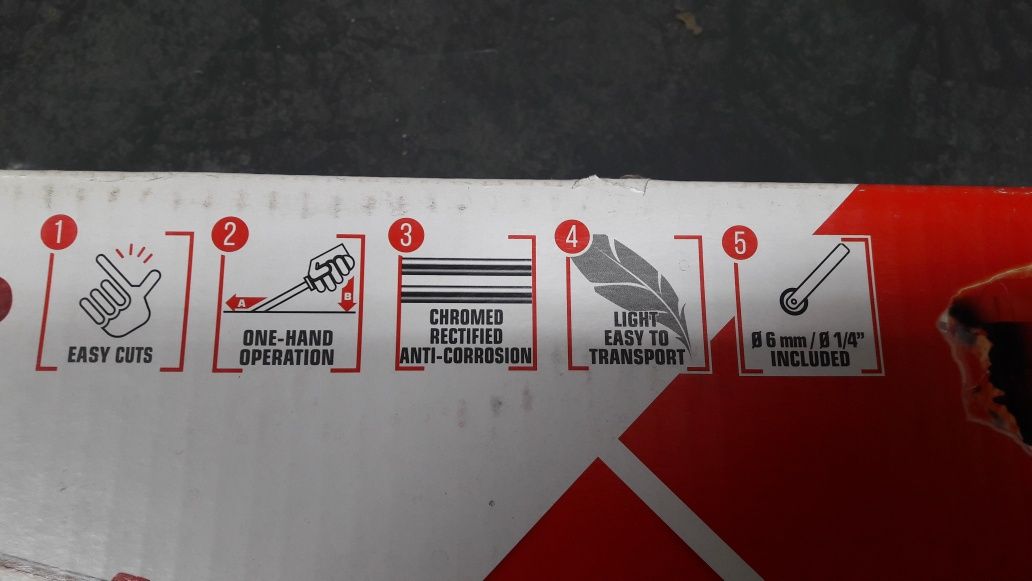 1
EASY CUTS
2
A
B
ONE-HAND
OPERATION
3
CHROMED
RECTIFIED
ANTI-CORROSION
4
LIGHT
EASY TO
TRANSPORT
5
Ø 6 mm / Ø 1/4”
INCLUDED